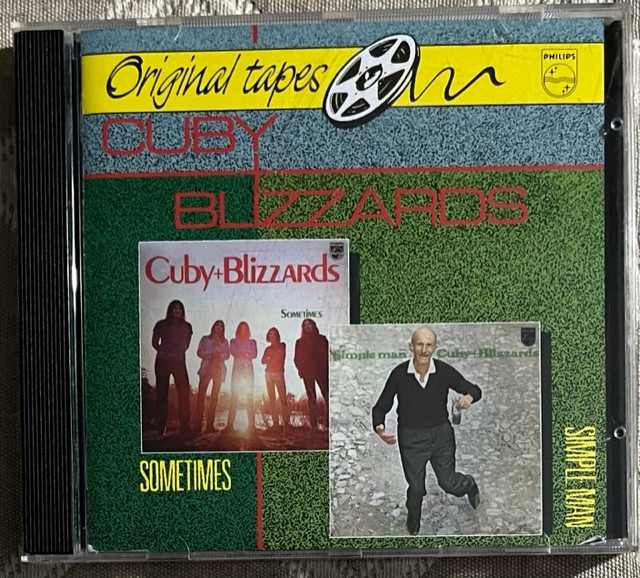 Original tapes
PHILIPS
CUBY
BLIZZARDS
Cuby+Blizzards
Sometimes
Simple man Cuby+Blizzards
SOMETIMES
SIMPLE MAN